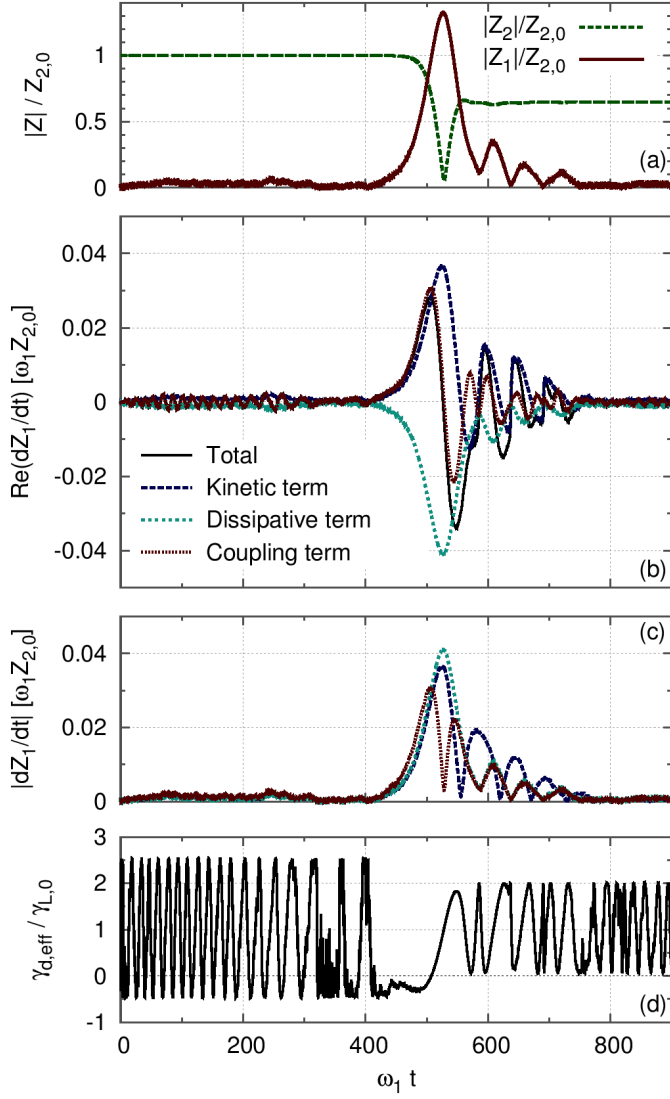 |Z₂|/Z₂,₀
|Z₁|/Z₂,₀
|Z| / Z₂,₀
1
0.5
0
(a)
Re(dZ₁/dt) [ω₁Z₂,₀]
0.04
0.02
0
-0.02
-0.04
Total
Kinetic term
Dissipative term
Coupling term
(b)
|dZ₁/dt| [ω₁Z₂,₀]
(c)
0.04
0.02
0
γd,eff / γL,0
3
2
1
0
-1
(d)
0 200 400 600 800
ω₁ t